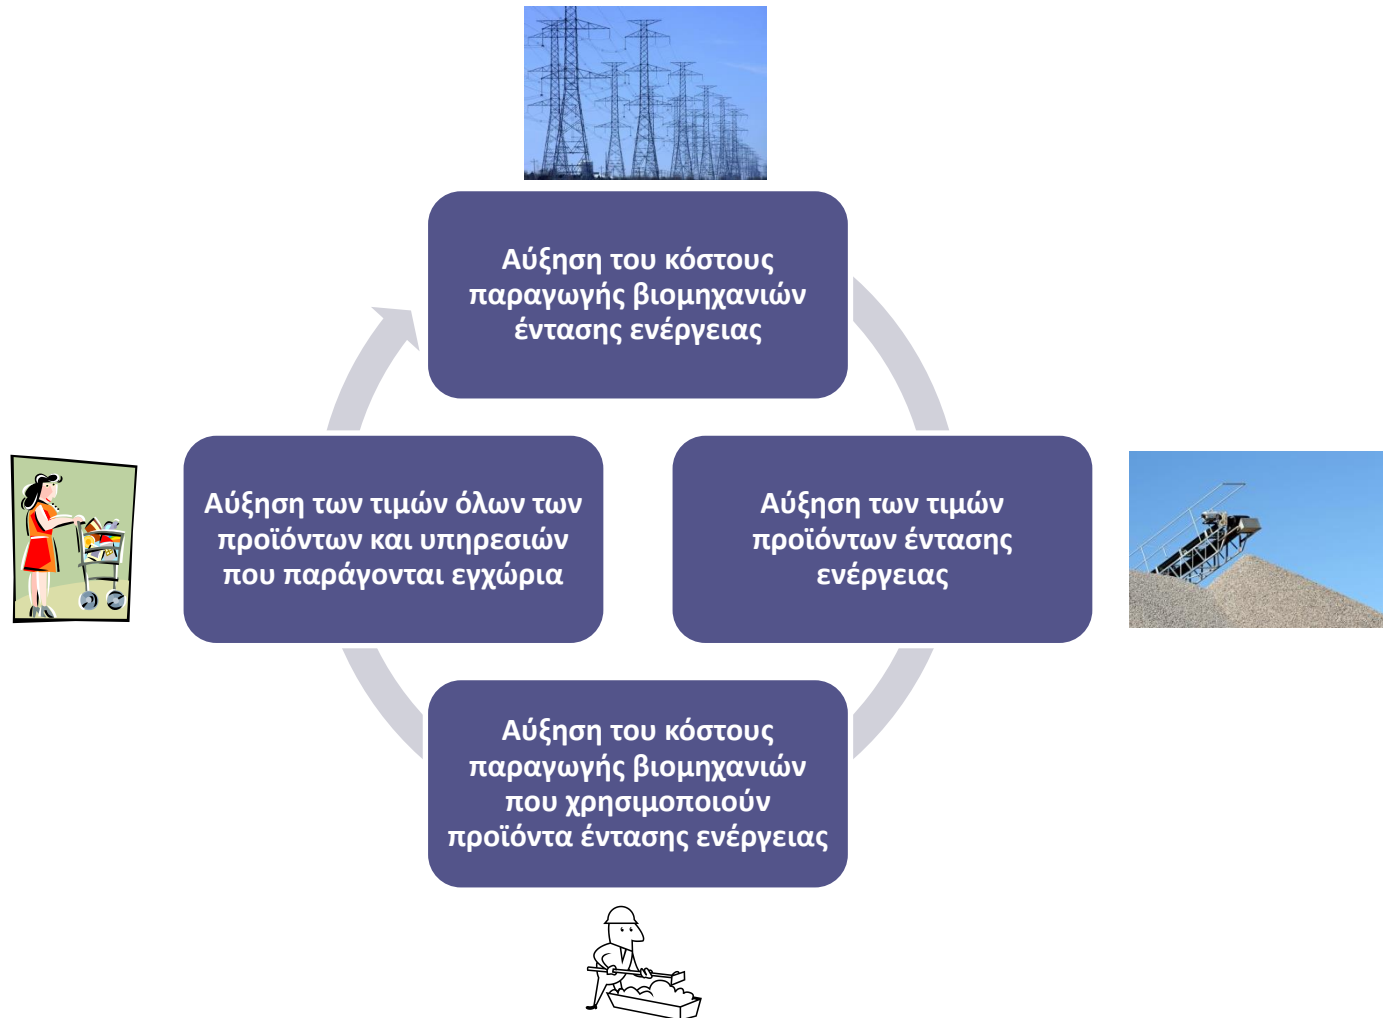 Αύξηση του κόστους
παραγωγής βιομηχανιών
έντασης ενέργειας
Αύξηση των τιμών όλων των
προϊόντων και υπηρεσιών
που παράγονται εγχώρια
Αύξηση των τιμών
προϊόντων έντασης
ενέργειας
Αύξηση του κόστους
παραγωγής βιομηχανιών
που χρησιμοποιούν
προϊόντα έντασης ενέργειας